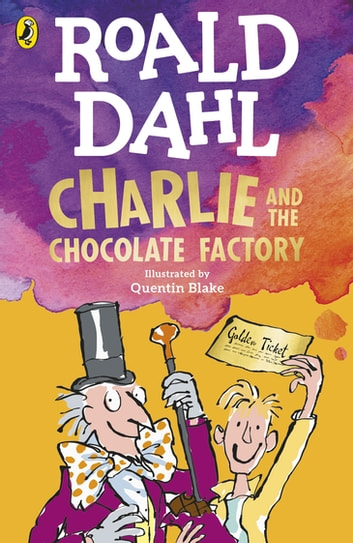 ROALD
DAHL
CHARLIE AND THE
CHOCOLATE FACTORY
Illustrated by
Quentin Blake
Golden Ticket